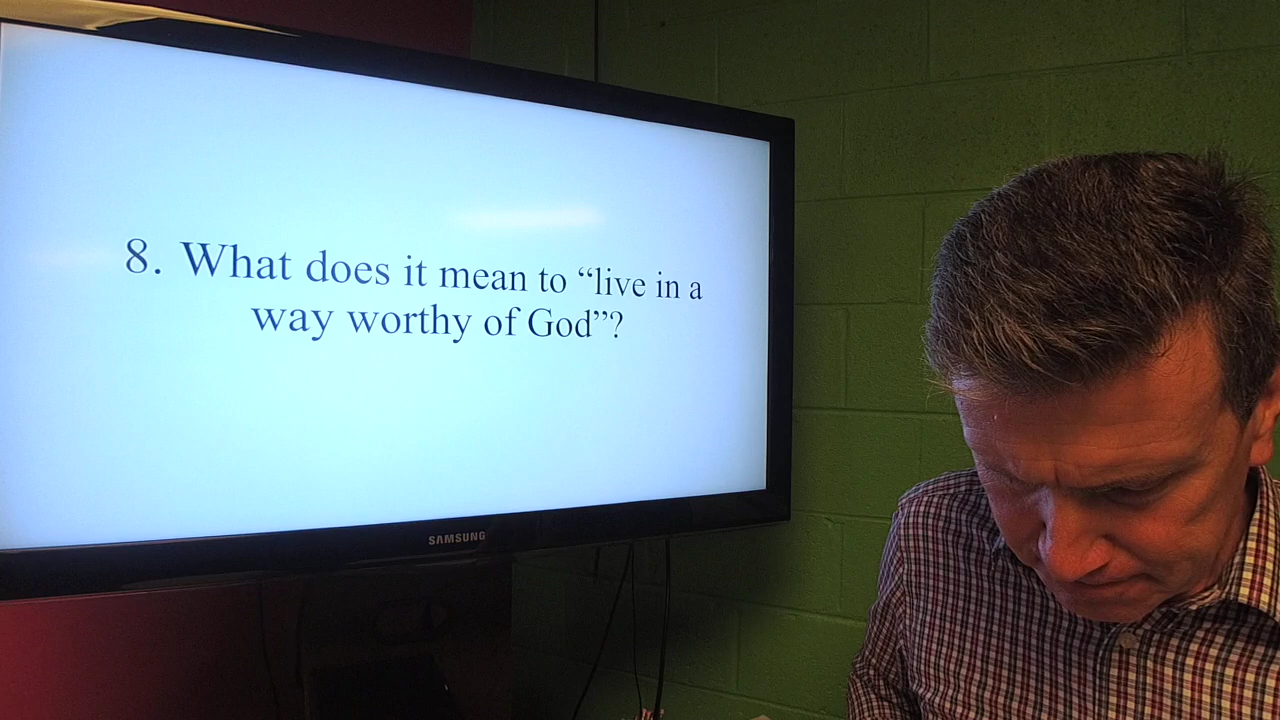 8. What does it mean to “live in a
way worthy of God”?
SAMSUNG